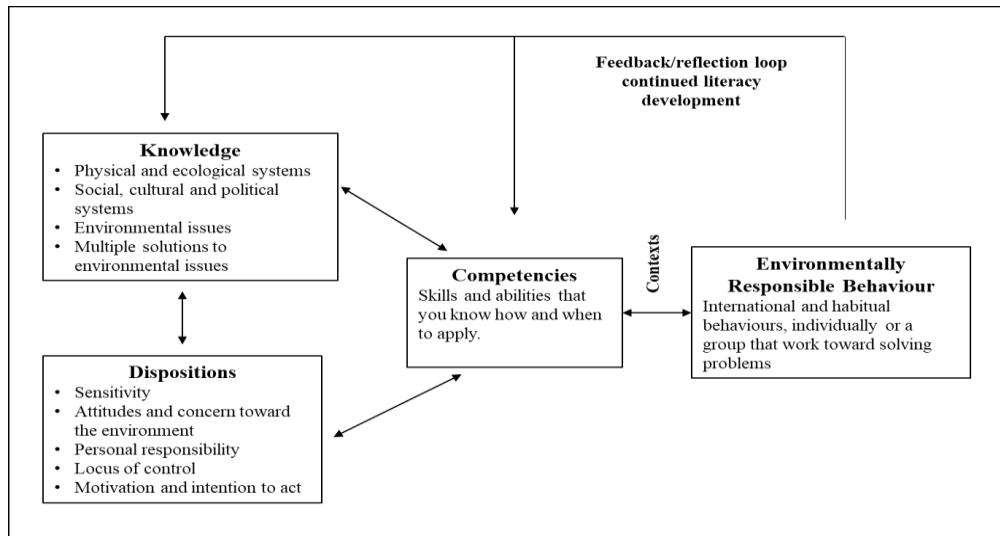 Feedback/reflection loop
continued literacy
development
Knowledge
• Physical and ecological systems
• Social, cultural and political
systems
• Environmental issues
• Multiple solutions to
environmental issues
Dispositions
• Sensitivity
• Attitudes and concern toward
the environment
• Personal responsibility
• Locus of control
• Motivation and intention to act
Competencies
Skills and abilities that
you know how and when
to apply.
Contexts
Environmentally
Responsible Behaviour
International and habitual
behaviours, individually or a
group that work toward solving
problems